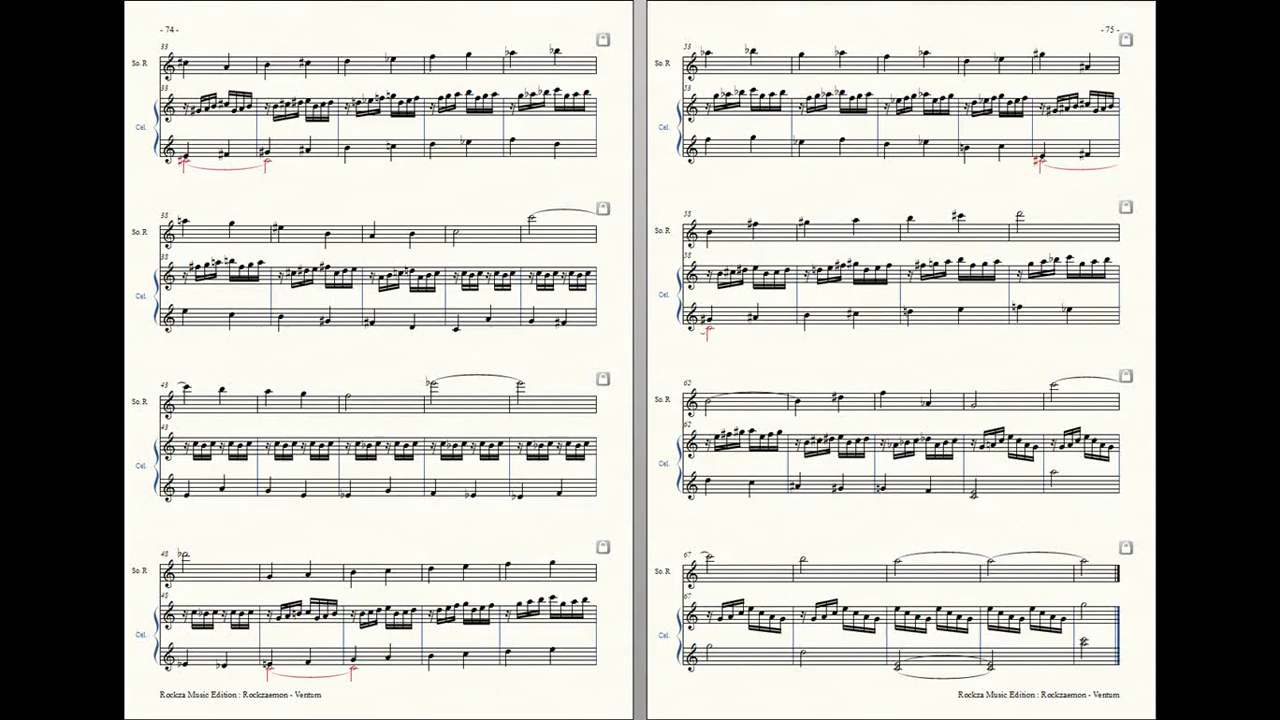 - 74 -
33
So. R
33
Cel.
38
So. R
38
Cel.
43
So. R
43
Cel.
48
So. R
48
Cel.
Rockza Music Edition : Rockzaemon - Ventum
- 75 -
53
So. R
53
Cel.
58
So. R
58
Cel.
62
So. R
62
Cel.
67
So. R
67
Cel.
Rockza Music Edition : Rockzaemon - Ventum